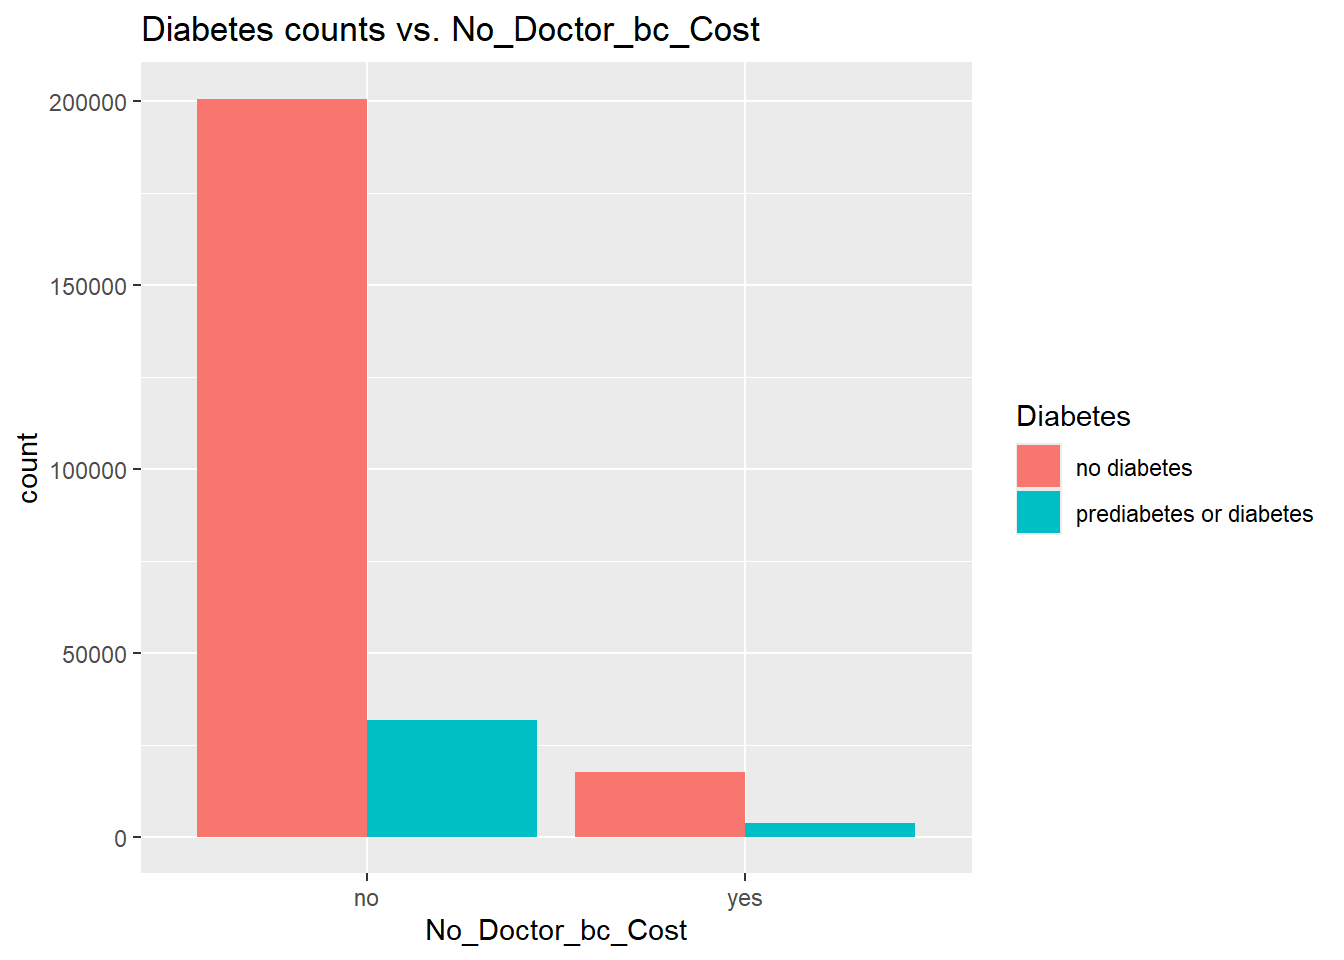 Diabetes counts vs. No_Doctor_bc_Cost
200000
150000
100000
50000
0
count
no
yes
No_Doctor_bc_Cost
Diabetes
no diabetes
prediabetes or diabetes